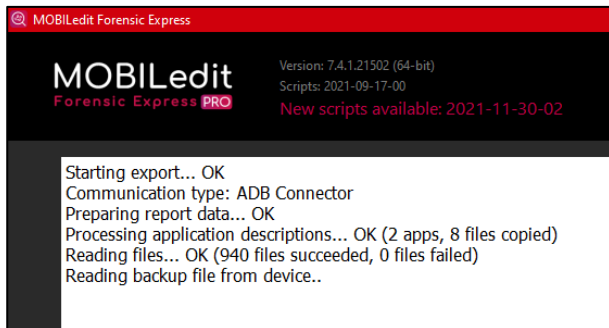 MOBILedit Forensic Express
MOBILedit
Forensic Express PRO
Version: 7.4.1.21502 (64-bit)
Scripts: 2021-09-17-00
New scripts available: 2021-11-30-02
Starting export... OK
Communication type: ADB Connector
Preparing report data... OK
Processing application descriptions... OK (2 apps, 8 files copied)
Reading files... OK (940 files succeeded, 0 files failed)
Reading backup file from device..